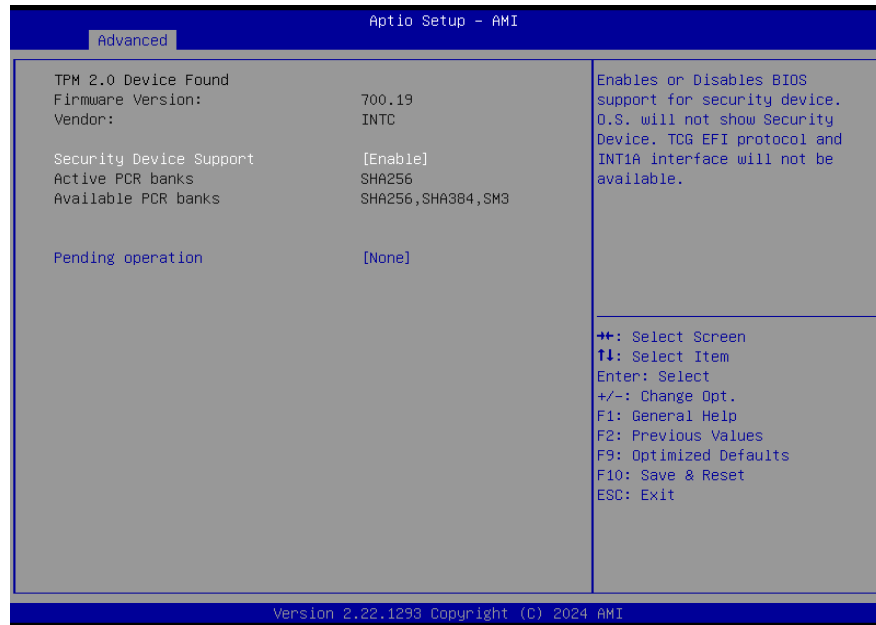 Aptio Setup – AMI
Advanced
TPM 2.0 Device Found
Firmware Version: 700.19
Vendor: INTC
Security Device Support [Enable]
Active PCR banks SHA256
Available PCR banks SHA256,SHA384,SM3
Pending operation [None]
Enables or Disables BIOS
support for security device.
O.S. will not show Security
Device. TCG EFI protocol and
INT1A interface will not be
available.
→←: Select Screen
↑↓: Select Item
Enter: Select
+/-: Change Opt.
F1: General Help
F2: Previous Values
F9: Optimized Defaults
F10: Save & Reset
ESC: Exit
Version 2.22.1293 Copyright (C) 2024 AMI